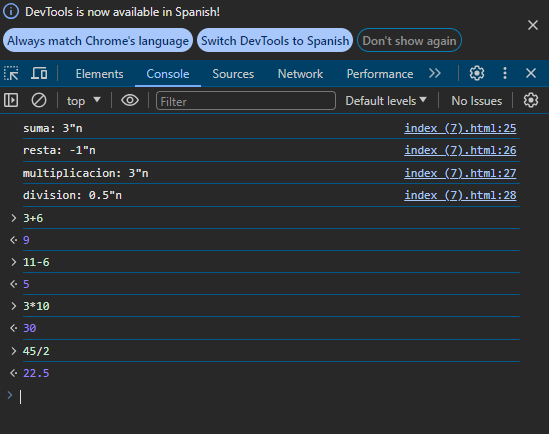 DevTools is now available in Spanish!
Always match Chrome's language Switch DevTools to Spanish Don't show again
Elements Console Sources Network Performance
top Filter Default levels No Issues
suma: 3"n index (7).html:25
resta: -1"n index (7).html:26
multiplicacion: 3"n index (7).html:27
division: 0.5"n index (7).html:28
3+6
9
11-6
5
3*10
30
45/2
22.5